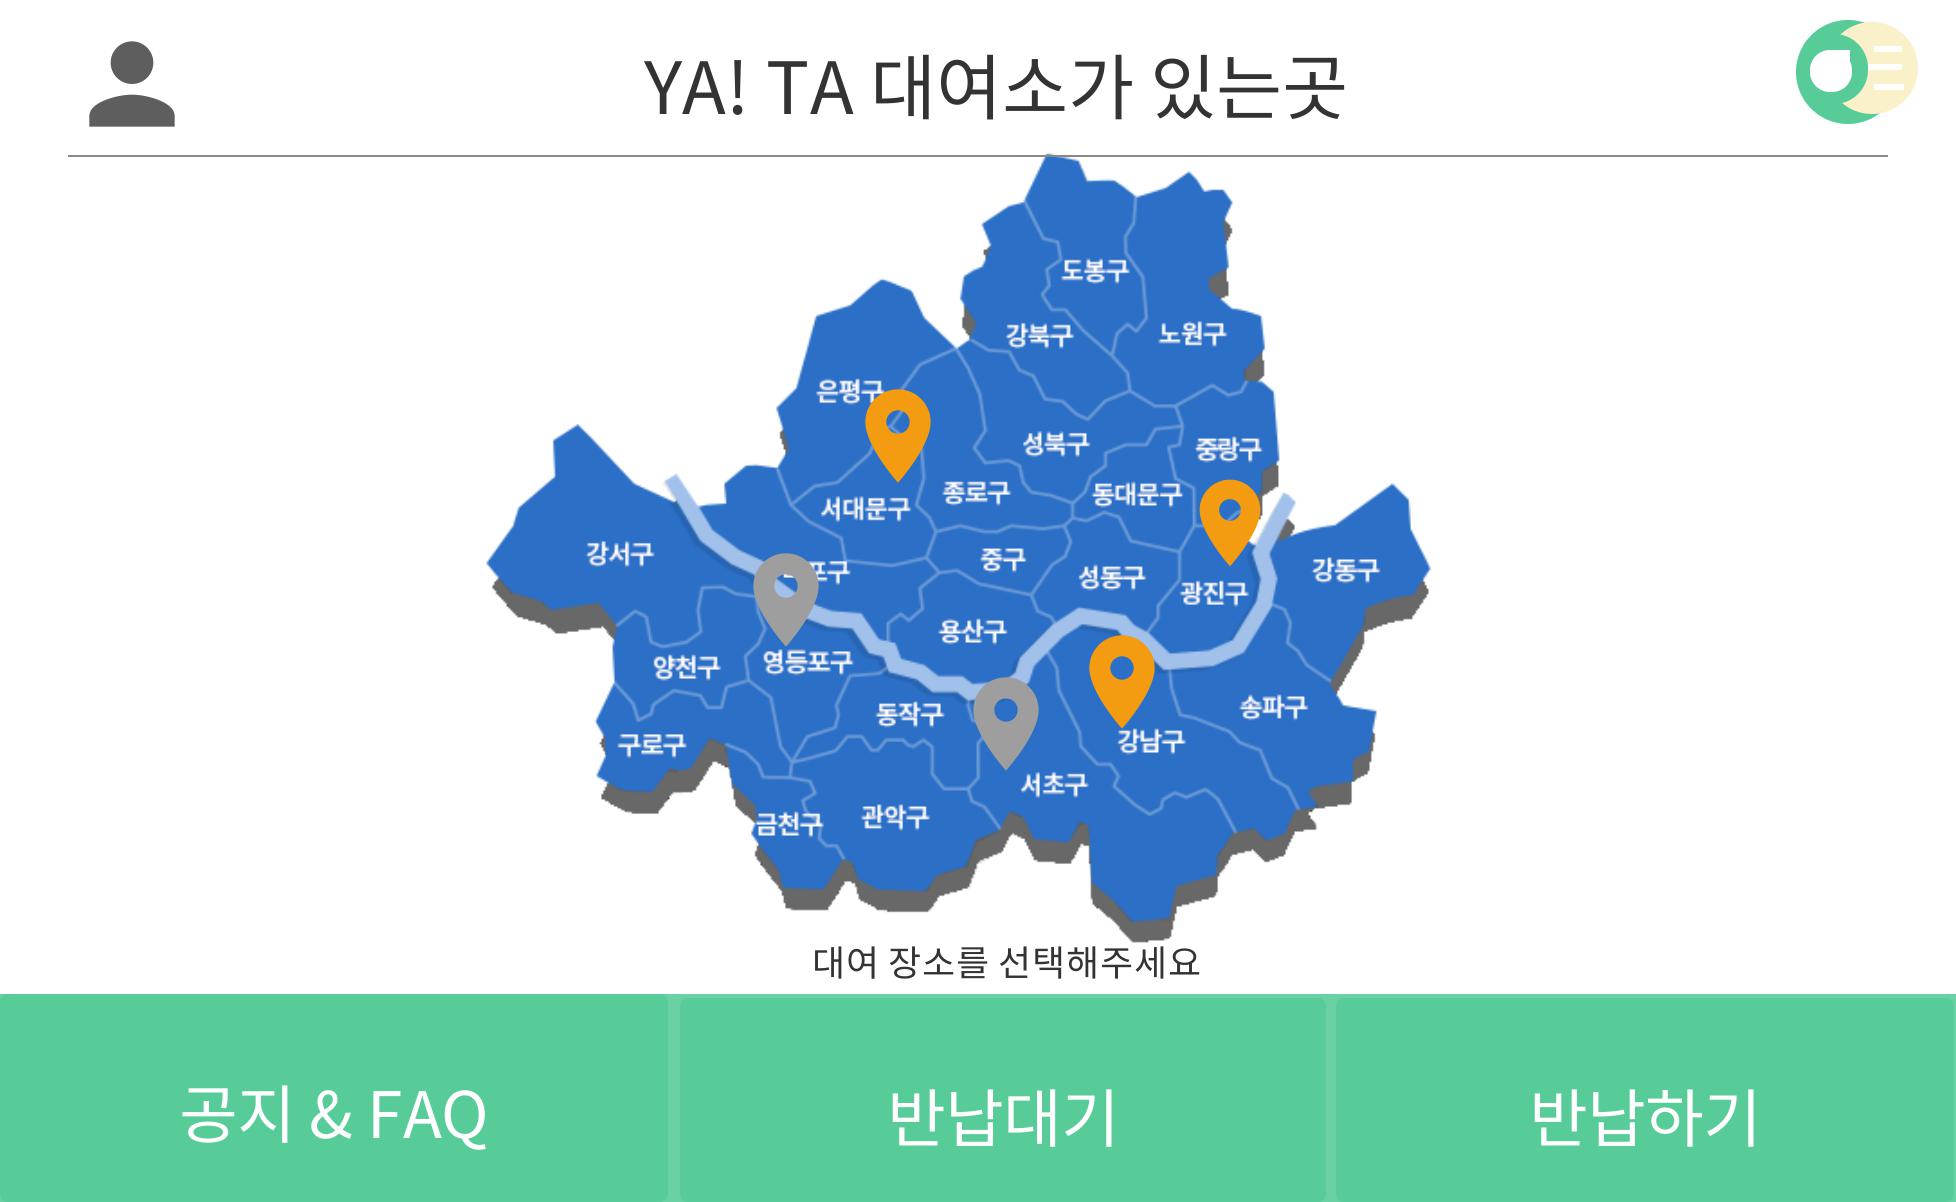 YA! TA 대여소가 있는곳
도봉구
강북구
노원구
은평구
성북구
중랑구
종로구
동대문구
서대문구
강서구
중구
포구
성동구
강동구
광진구
용산구
양천구
영등포구
동작구
송파구
구로구
강남구
서초구
금천구
관악구
대여 장소를 선택해주세요
공지 & FAQ
반납대기
반납하기